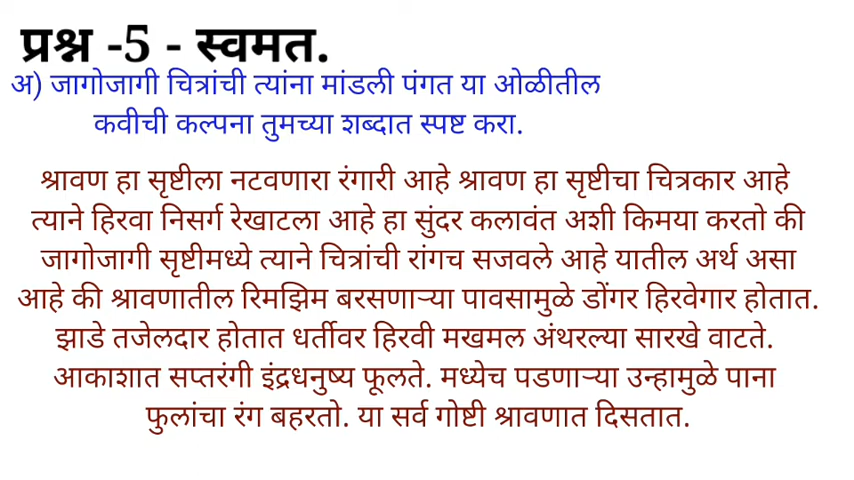 प्रश्न -5 - स्वमत.
अ) जागोजागी चित्रांची त्यांना मांडली पंगत या ओळीतील
कवीची कल्पना तुमच्या शब्दात स्पष्ट करा.
श्रावण हा सृष्टीला नटवणारा रंगारी आहे श्रावण हा सृष्टीचा चित्रकार आहे
त्याने हिरवा निसर्ग रेखाटला आहे हा सुंदर कलावंत अशी किमया करतो की
जागोजागी सृष्टीमध्ये त्याने चित्रांची रांगच सजवले आहे यातील अर्थ असा
आहे की श्रावणातील रिमझिम बरसणाऱ्या पावसामुळे डोंगर हिरवेगार होतात.
झाडे तजेलदार होतात धर्तीवर हिरवी मखमल अंथरल्या सारखे वाटते.
आकाशात सप्तरंगी इंद्रधनुष्य फूलते. मध्येच पडणाऱ्या उन्हामुळे पाना
फुलांचा रंग बहरतो. या सर्व गोष्टी श्रावणात दिसतात.